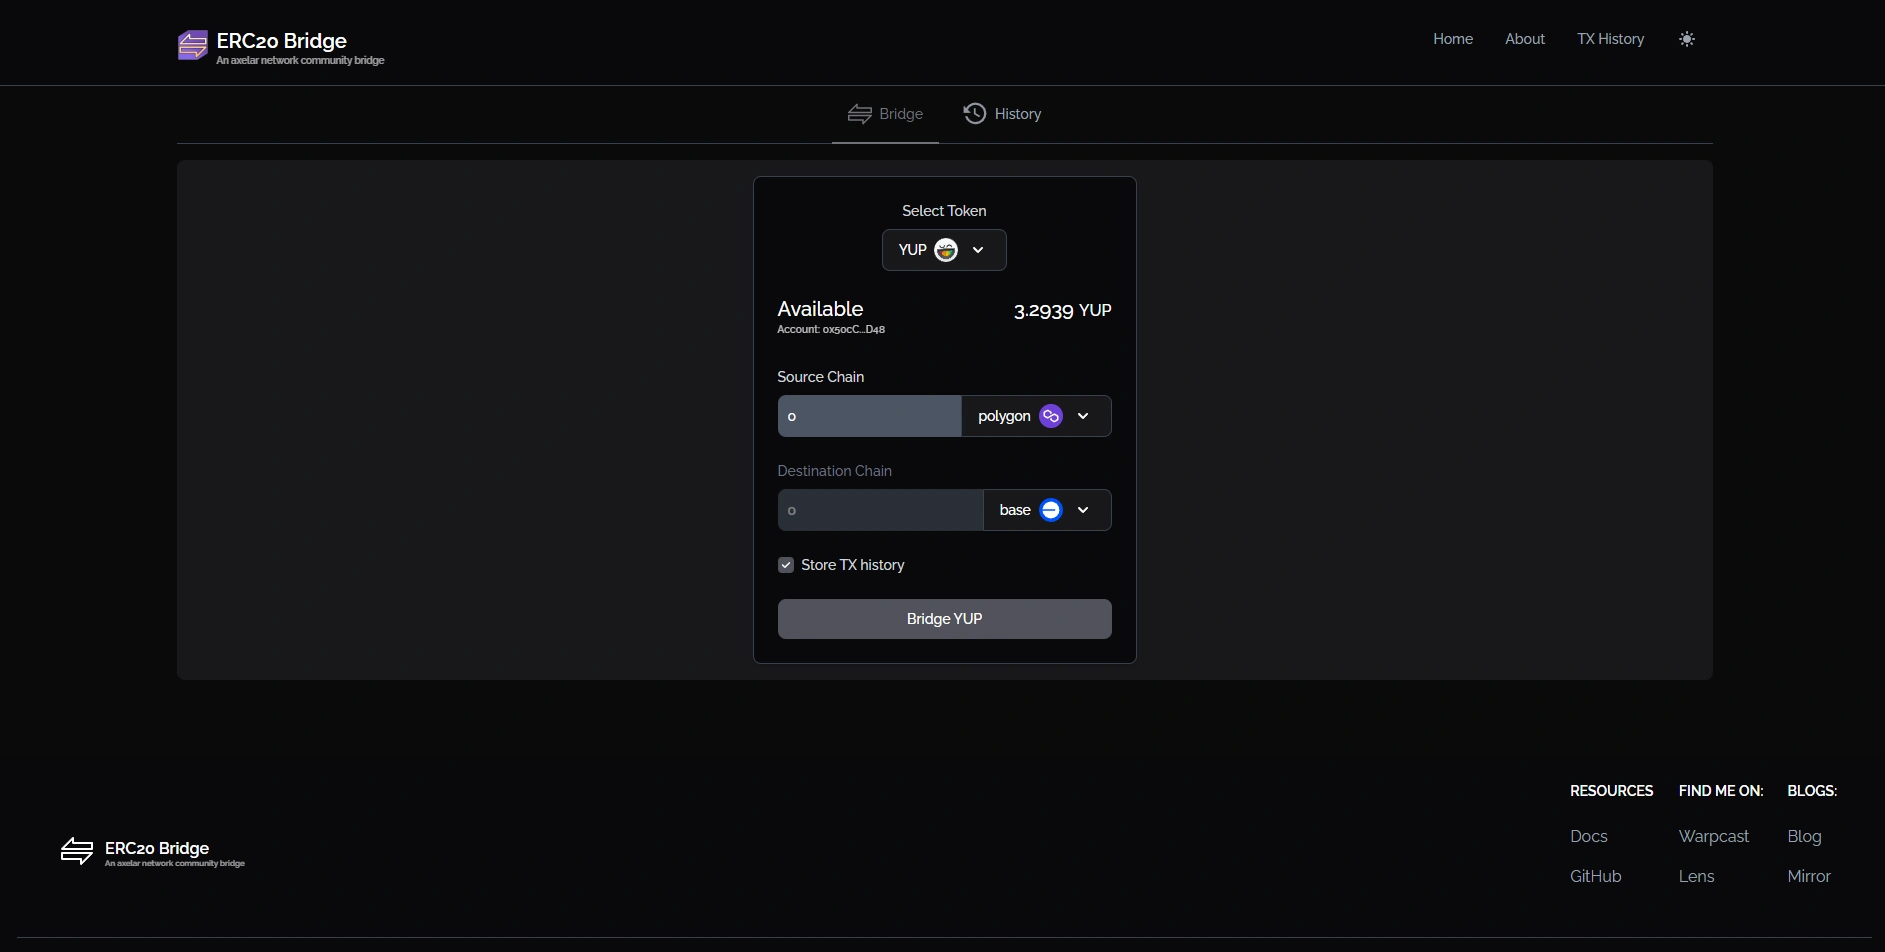 ERC20 Bridge
An axelar network community bridge
Home About TX History
Bridge History
Select Token
YUP
Available 3.2939 YUP
Account: 0x50cC...D48
Source Chain
0 polygon
Destination Chain
0 base
Store TX history
Bridge YUP
RESOURCES FIND ME ON: BLOGS:
Docs Warpcast Blog
GitHub Lens Mirror
ERC20 Bridge
An axelar network community bridge